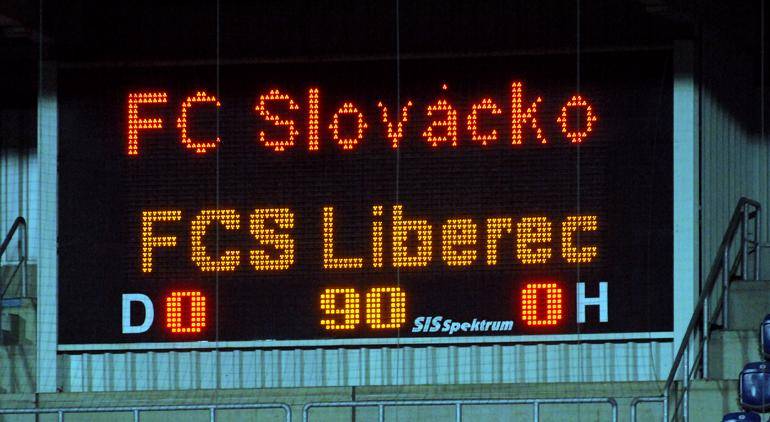 FC Slovácko
FCS Liberec
D 0 90 SIS Spektrum 0 H